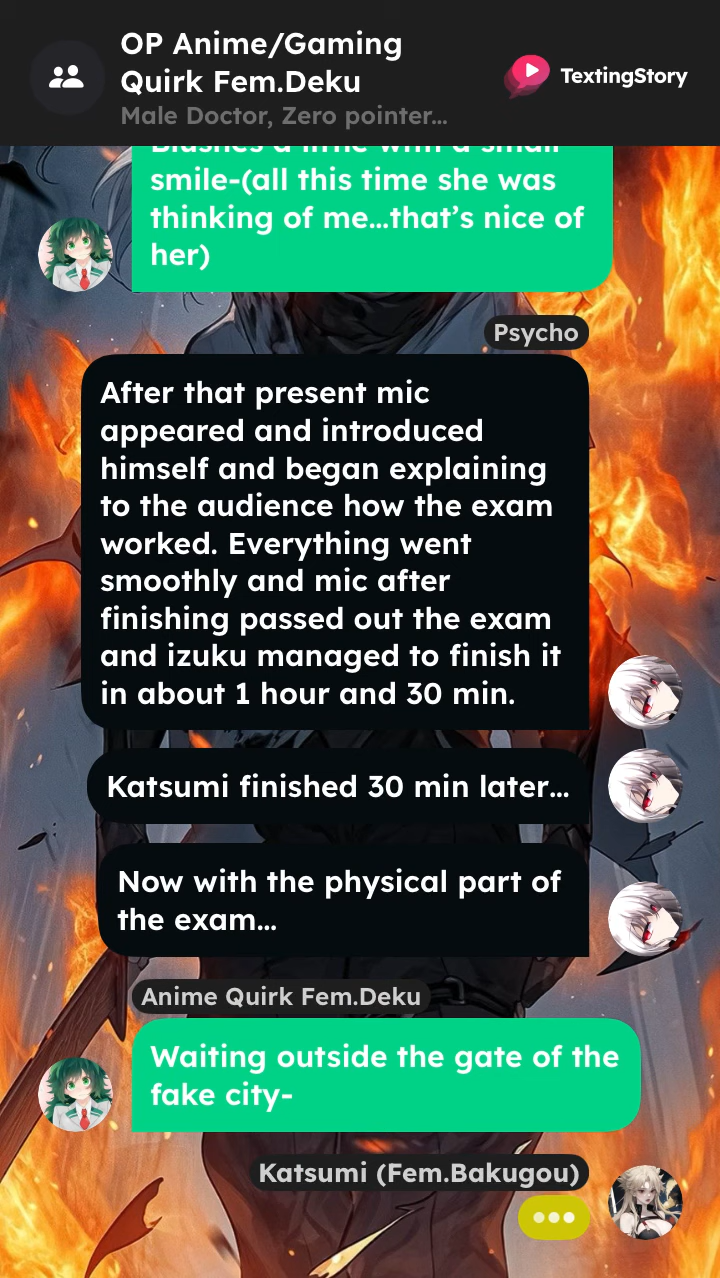 OP Anime/Gaming
Quirk Fem.Deku
Male Doctor, Zero pointer...
TextingStory
Blushes a little with a small
smile-(all this time she was
thinking of me...that's nice of
her)
Psycho
After that present mic
appeared and introduced
himself and began explaining
to the audience how the exam
worked. Everything went
smoothly and mic after
finishing passed out the exam
and izuku managed to finish it
in about 1 hour and 30 min.
Katsumi finished 30 min later...
Now with the physical part of
the exam...
Anime Quirk Fem.Deku
Waiting outside the gate of the
fake city-
Katsumi (Fem.Bakugou)